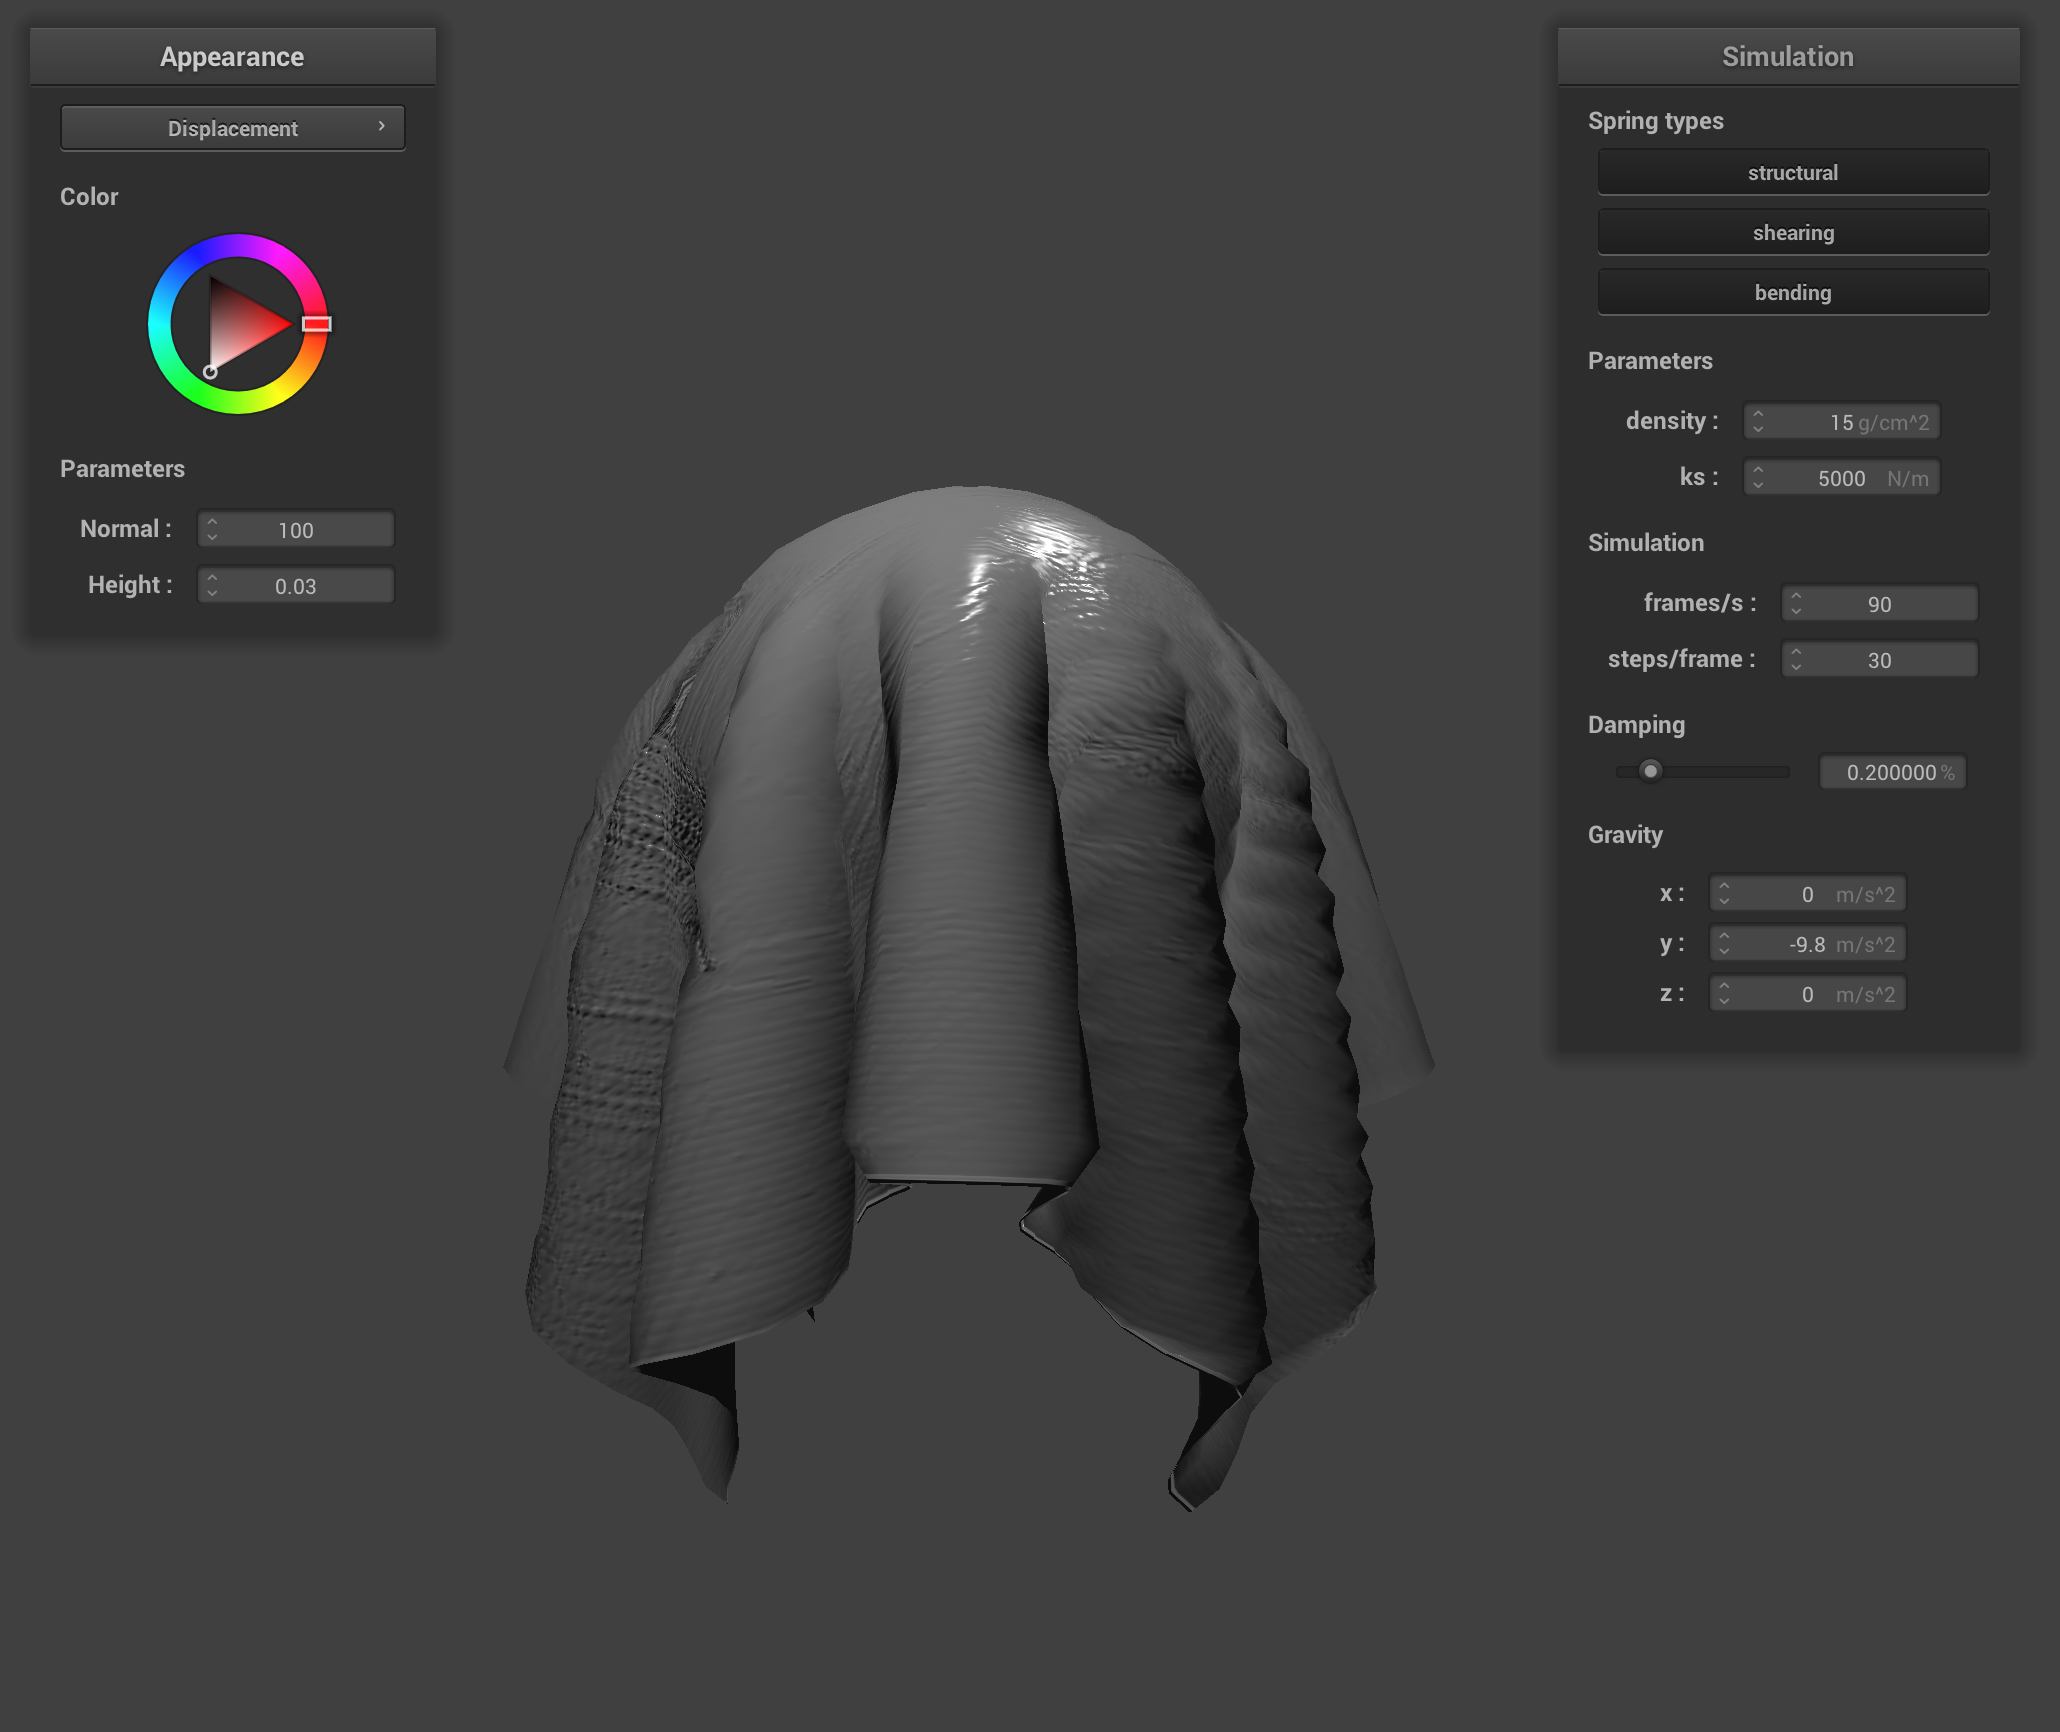 Appearance
Displacement
Color
Parameters
Normal : 100
Height : 0.03
Simulation
Spring types
structural
shearing
bending
Parameters
density : 15 g/cm^2
ks : 5000 N/m
Simulation
frames/s : 90
steps/frame : 30
Damping
0.200000 %
Gravity
x : 0 m/s^2
y : -9.8 m/s^2
z : 0 m/s^2